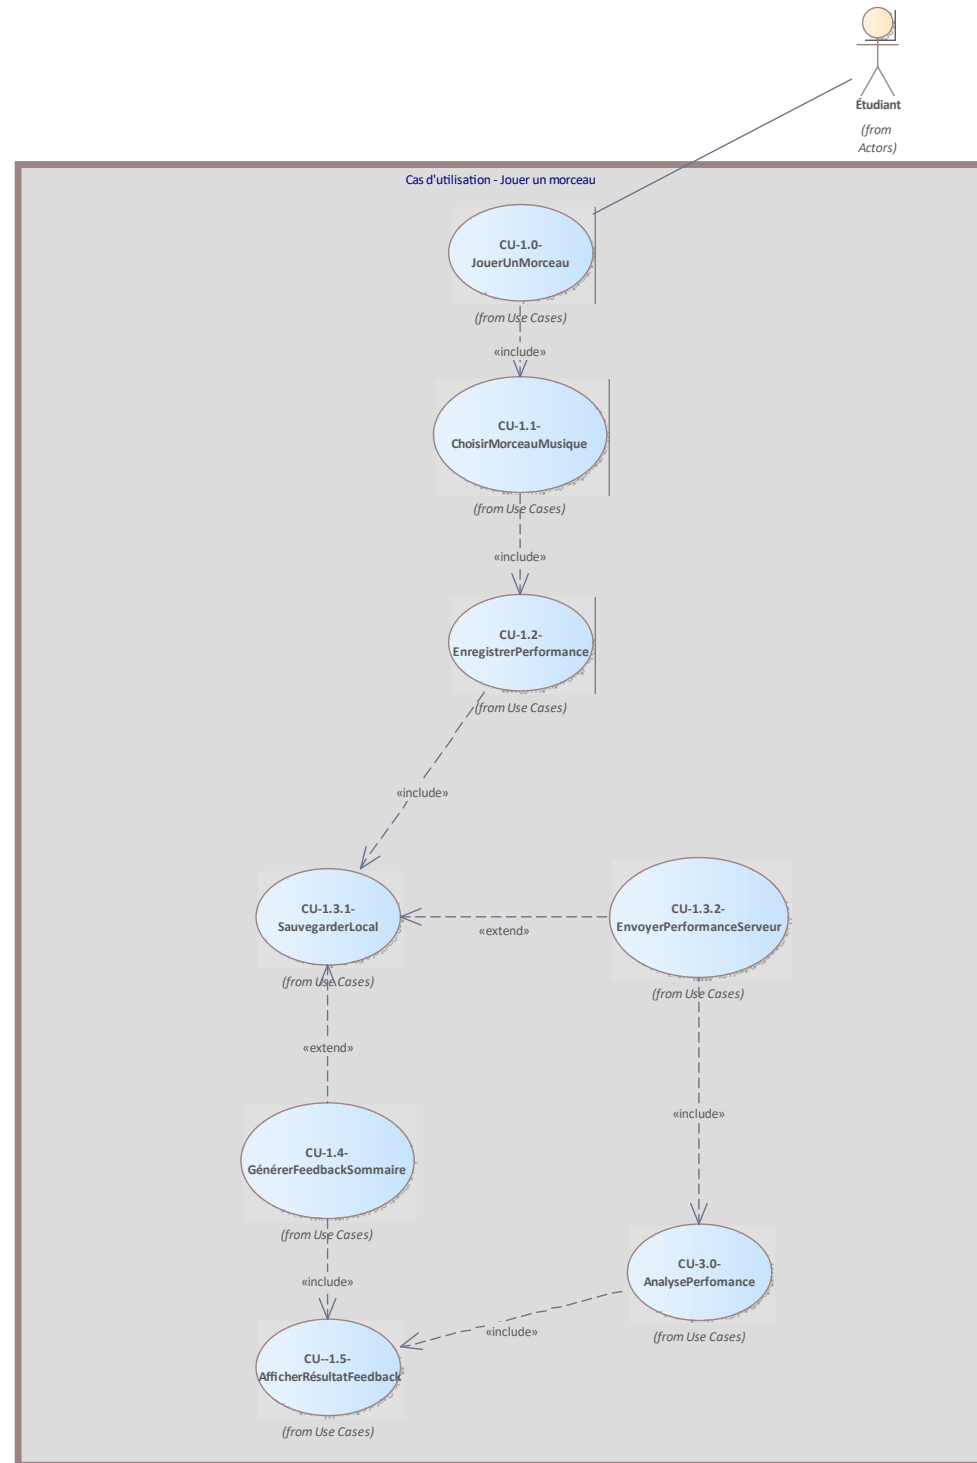 Étudiant
(from
Actors)
Cas d'utilisation - Jouer un morceau
CU-1.0-
JouerUnMorceau
(from Use Cases)
«include»
CU-1.1-
ChoisirMorceauMusique
(from Use Cases)
«include»
CU-1.2-
EnregistrerPerformance
(from Use Cases)
«include»
CU-1.3.1-
SauvegarderLocal
(from Use Cases)
«extend»
CU-1.3.2-
EnvoyerPerformanceServeur
(from Use Cases)
«extend»
«include»
CU-1.4-
GénérerFeedbackSommaire
(from Use Cases)
«include»
CU-3.0-
AnalysePerfomance
(from Use Cases)
«include»
CU--1.5-
AfficherRésultatFeedback
(from Use Cases)